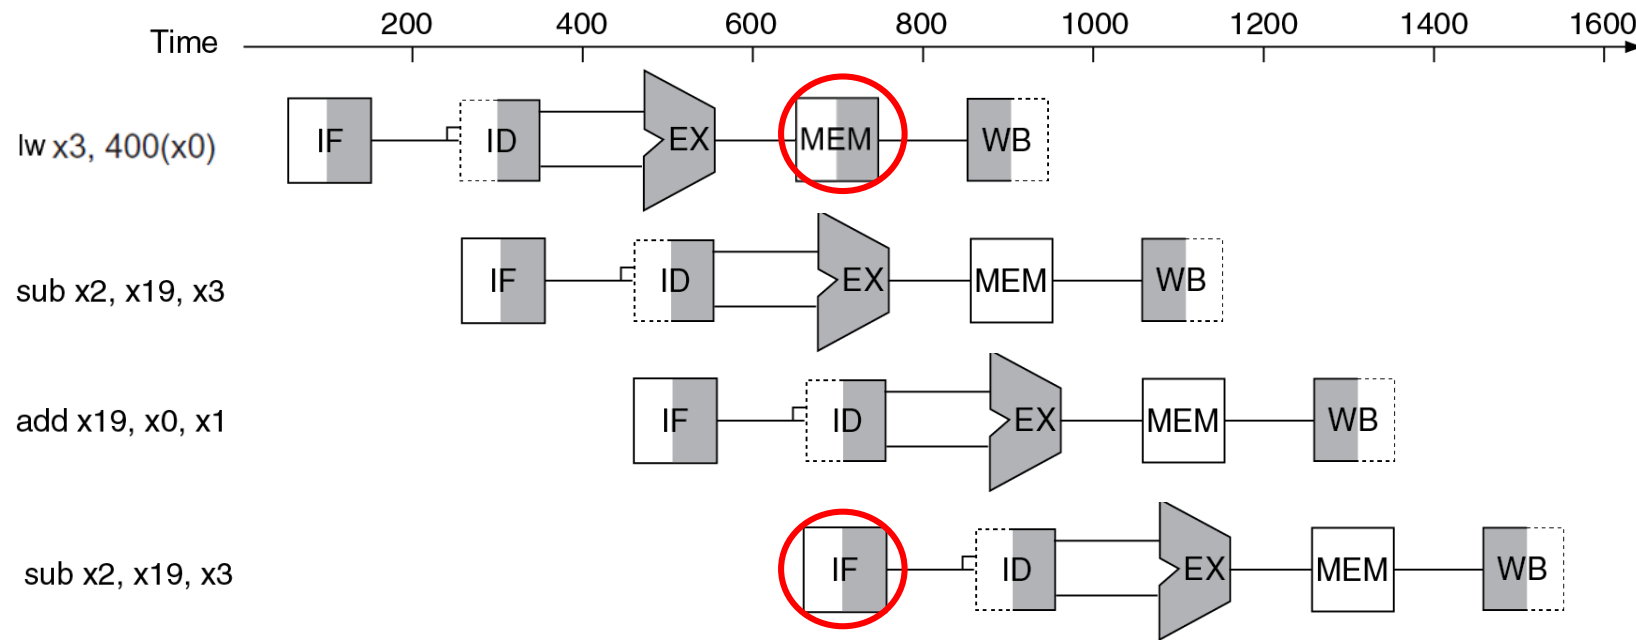 200 400 600 800 1000 1200 1400 1600
Time
lw x3, 400(x0) IF ID EX MEM WB
sub x2, x19, x3 IF ID EX MEM WB
add x19, x0, x1 IF ID EX MEM WB
sub x2, x19, x3 IF ID EX MEM WB